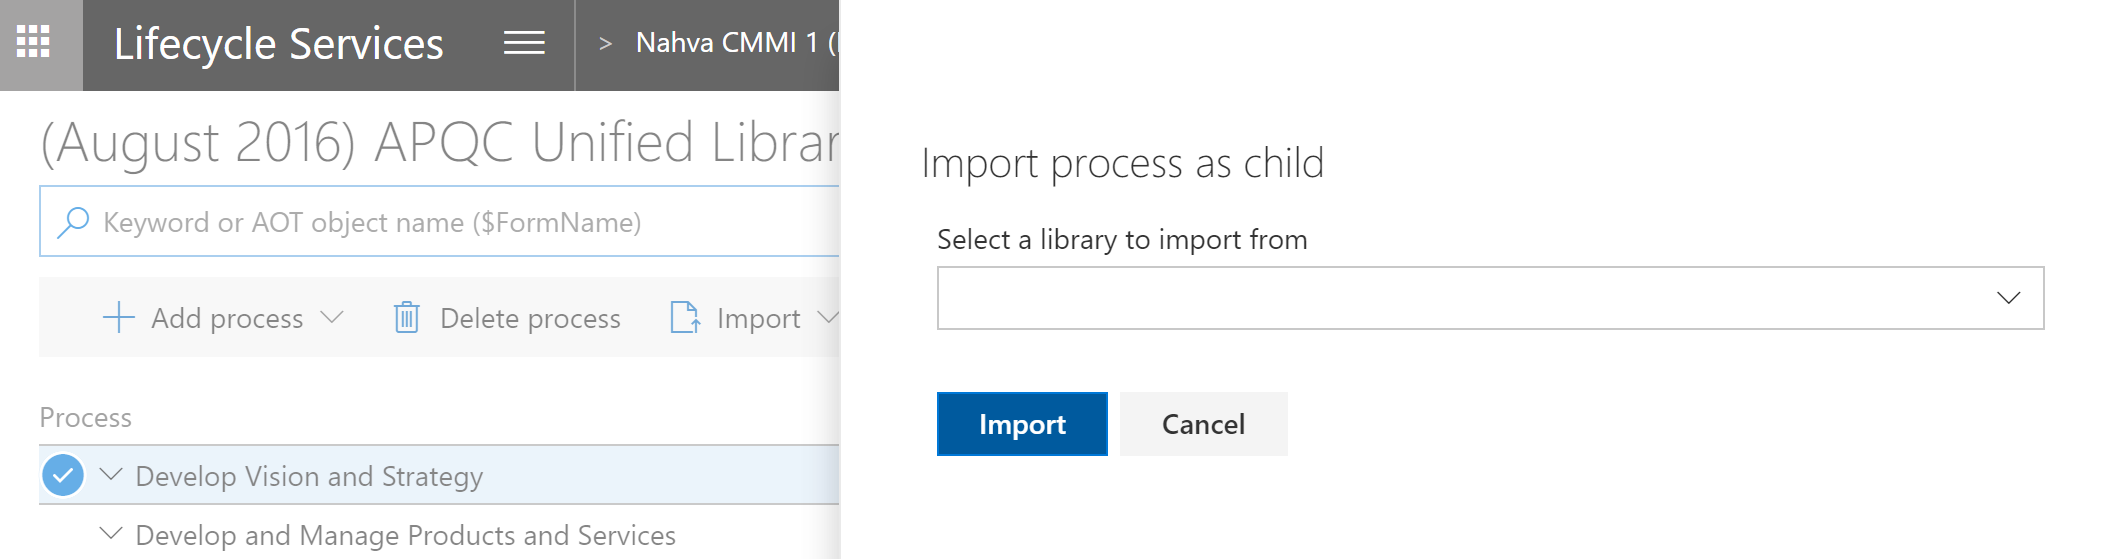 Lifecycle Services
> Nahva CMMI 1 (
(August 2016) APQC Unified Librar
Keyword or AOT object name ($FormName)
Add process
Delete process
Import
Process
Develop Vision and Strategy
Develop and Manage Products and Services
Import process as child
Select a library to import from
Import
Cancel